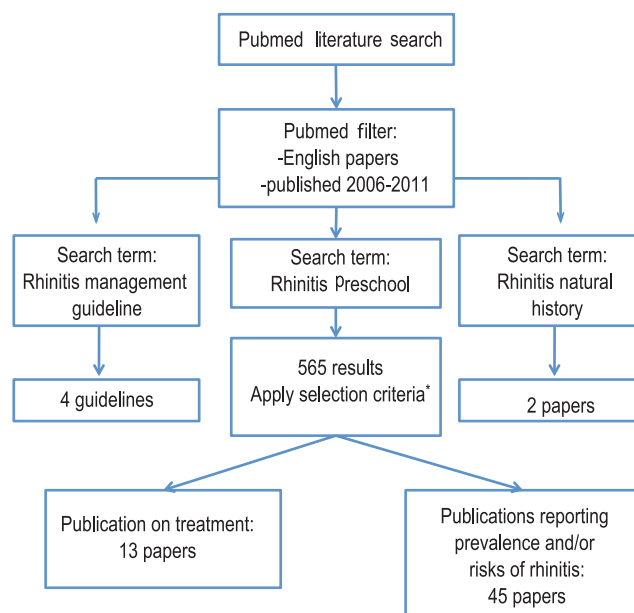 Pubmed literature search
Pubmed filter:
-English papers
-published 2006-2011
Search term:
Rhinitis management
guideline
Search term:
Rhinitis Preschool
Search term:
Rhinitis natural
history
4 guidelines
565 results
Apply selection criteria*
2 papers
Publication on treatment:
13 papers
Publications reporting
prevalence and/or
risks of rhinitis:
45 papers